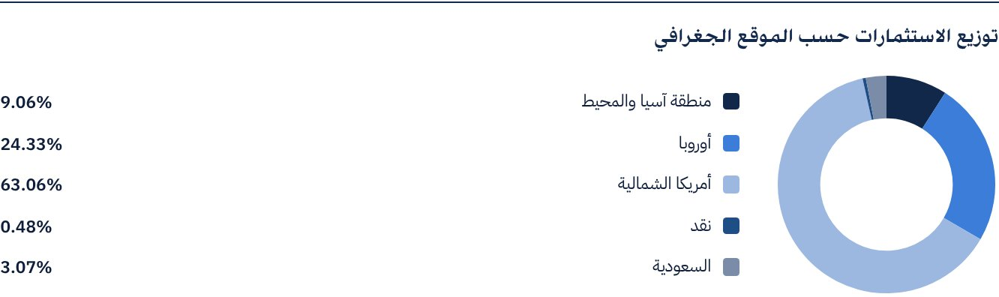 توزيع الاستثمارات حسب الموقع الجغرافي
منطقة آسيا والمحيط 9.06%
أوروبا 24.33%
أمريكا الشمالية 63.06%
نقد 0.48%
السعودية 3.07%